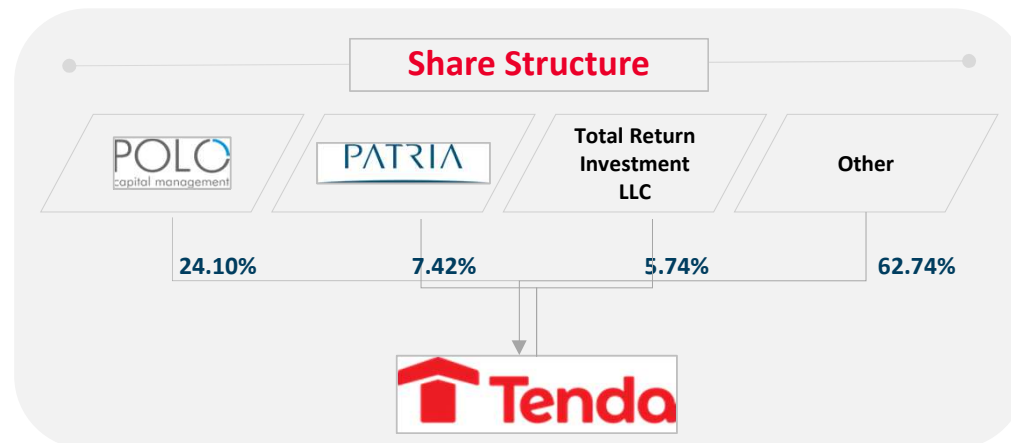 Share Structure
POLO
capital management
PATRIA
Total Return
Investment
LLC
Other
24.10%
7.42%
5.74%
62.74%
Tenda